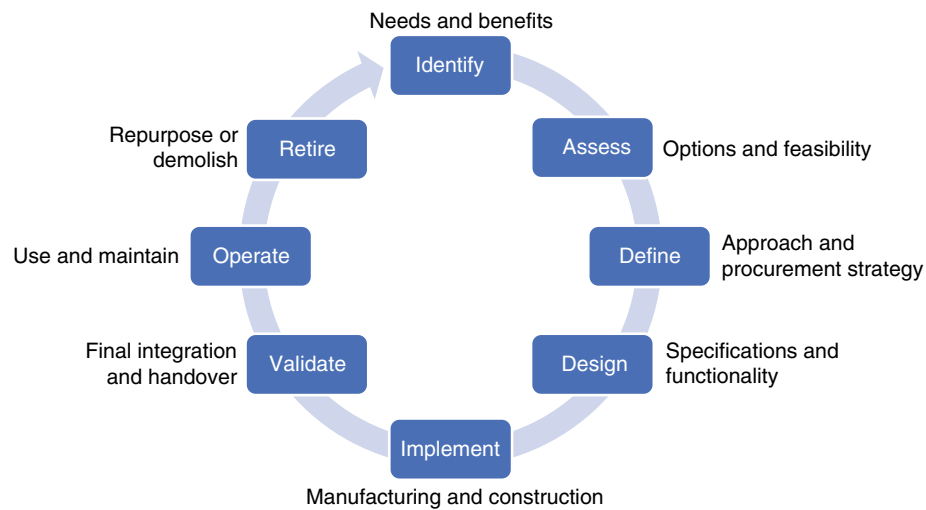 Needs and benefits
Identify
Assess
Options and feasibility
Define
Approach and
procurement strategy
Design
Specifications and
functionality
Implement
Manufacturing and construction
Validate
Final integration
and handover
Operate
Use and maintain
Retire
Repurpose or
demolish